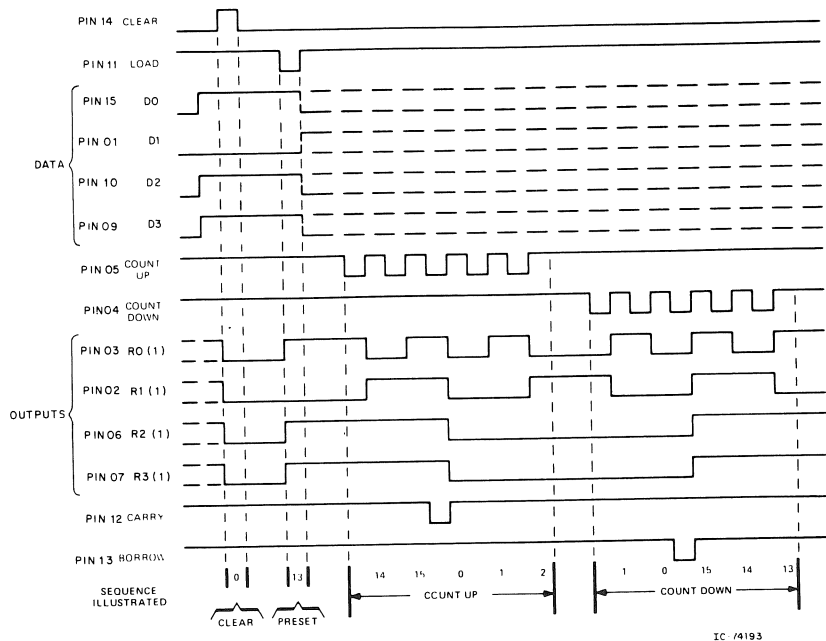 PIN 14 CLEAR
PIN 11 LOAD
PIN 15 D0
PIN 01 D1
DATA
PIN 10 D2
PIN 09 D3
PIN 05 COUNT UP
PIN 04 COUNT DOWN
PIN 03 R0 (1)
PIN 02 R1 (1)
OUTPUTS
PIN 06 R2 (1)
PIN 07 R3 (1)
PIN 12 CARRY
PIN 13 BORROW
SEQUENCE ILLUSTRATED
0 13 14 15 0 1 2 1 0 15 14 13
COUNT UP COUNT DOWN
CLEAR PRESET
IC-74193